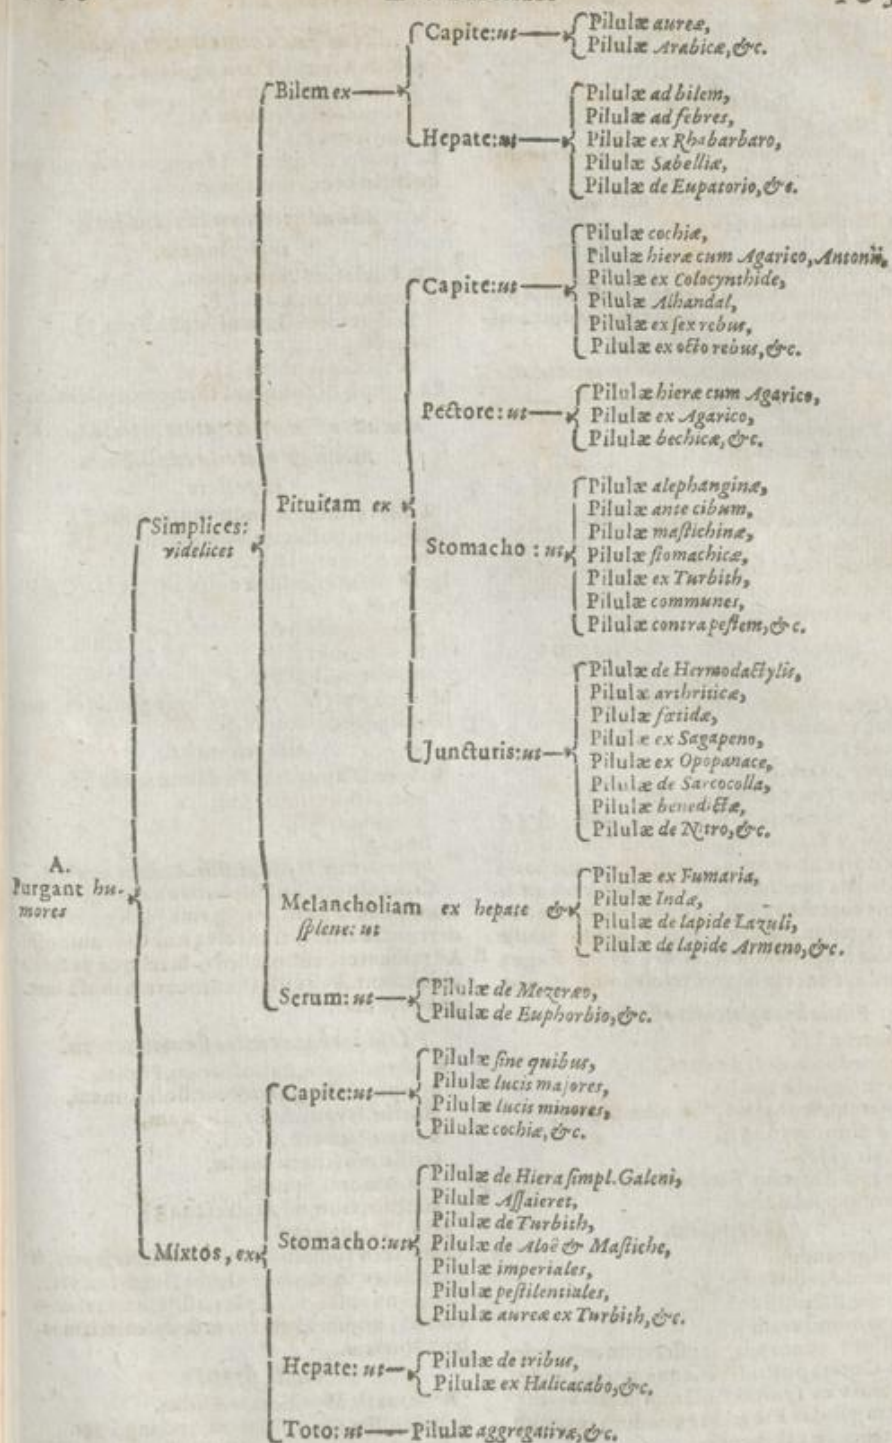 A.
Purgant hu-
mores
Simplices:
videlicet
Bilem ex
Capite: ut
Pilulæ aureæ,
Pilulæ Arabicæ, &c.
Hepate: ut
Pilulæ ad bilem,
Pilulæ ad febres,
Pilulæ ex Rhabarbaro,
Pilulæ Sabelliæ,
Pilulæ de Eupatorio, &c.
Pituitam ex
Capite: ut
Pilulæ cochiæ,
Pilulæ hieræ cum Agarico, Antonii,
Pilulæ ex Colocynthide,
Pilulæ Alhandal,
Pilulæ ex ſex rebus,
Pilulæ ex octo rebus, &c.
Pectore: ut
Pilulæ hieræ cum Agarico,
Pilulæ ex Agarico,
Pilulæ bechicæ, &c.
Stomacho: ut
Pilulæ alephanginæ,
Pilulæ ante cibum,
Pilulæ maſtichinæ,
Pilulæ ſtomachicæ,
Pilulæ ex Turbith,
Pilulæ communes,
Pilulæ contra peſtem, &c.
Juncturis: ut
Pilulæ de Hermodactylis,
Pilulæ arthriticæ,
Pilulæ fœtidæ,
Pilulæ ex Sagapeno,
Pilulæ ex Opopanace,
Pilulæ de Sarcocolla,
Pilulæ benedictæ,
Pilulæ de Nitro, &c.
Melancholiam ex hepate &
ſplene: ut
Pilulæ ex Fumaria,
Pilulæ Indæ,
Pilulæ de lapide Lazuli,
Pilulæ de lapide Armeno, &c.
Serum: ut
Pilulæ de Mezeræo,
Pilulæ de Euphorbio, &c.
Mixtos, ex
Capite: ut
Pilulæ ſine quibus,
Pilulæ lucis majores,
Pilulæ lucis minores,
Pilulæ cochiæ, &c.
Stomacho: ut
Pilulæ de Hiera ſimpl. Galeni,
Pilulæ Aſſaieret,
Pilulæ de Turbith,
Pilulæ de Aloë & Maſtiche,
Pilulæ imperiales,
Pilulæ peſtilentiales,
Pilulæ aureæ ex Turbith, &c.
Hepate: ut
Pilulæ de tribus,
Pilulæ ex Halicacabo, &c.
Toto: ut
Pilulæ aggregativæ, &c.